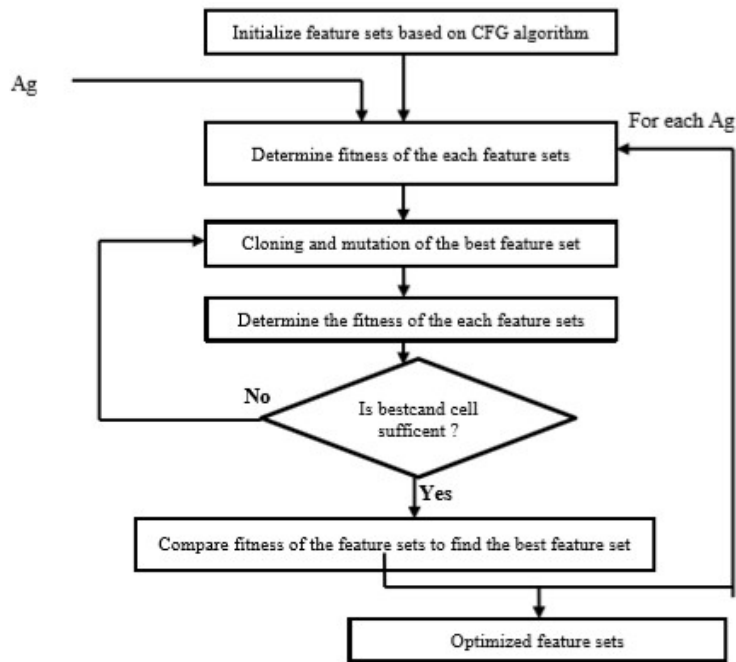 Initialize feature sets based on CFG algorithm
Ag
For each Ag
Determine fitness of the each feature sets
Cloning and mutation of the best feature set
Determine the fitness of the each feature sets
No
Is bestcand cell
sufficent ?
Yes
Compare fitness of the feature sets to find the best feature set
Optimized feature sets